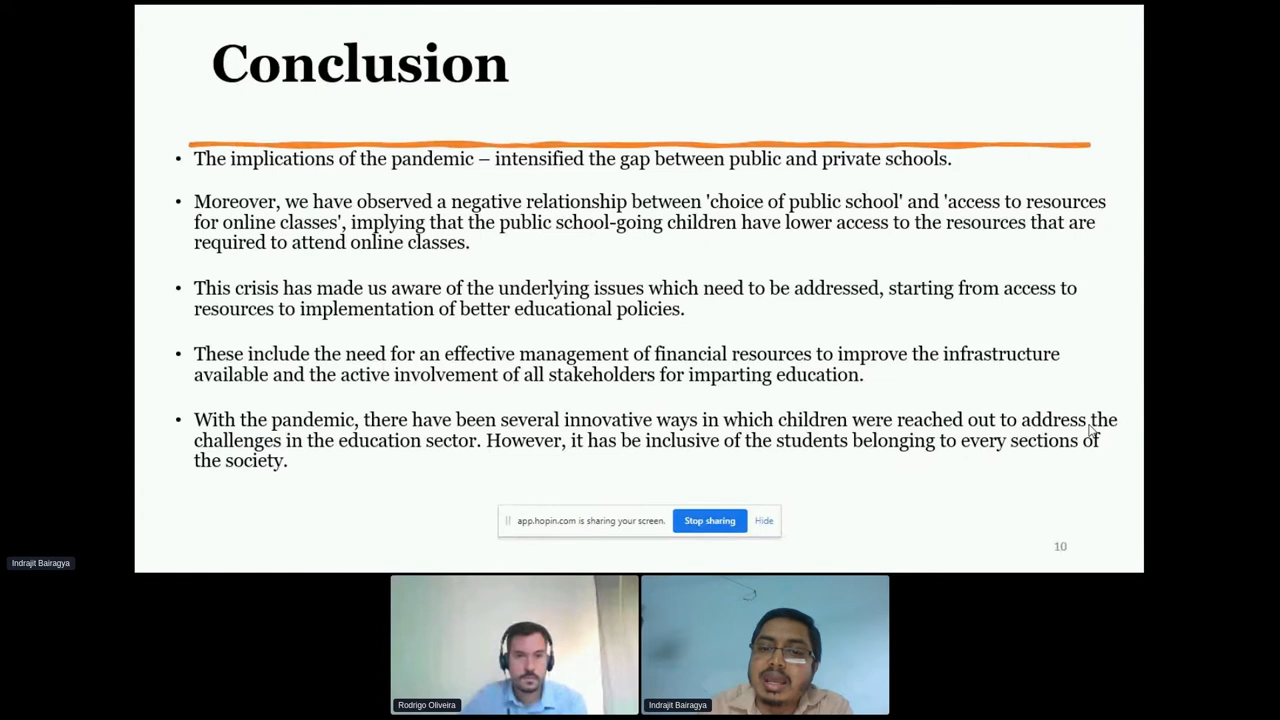 Conclusion
• The implications of the pandemic – intensified the gap between public and private schools.
• Moreover, we have observed a negative relationship between 'choice of public school' and 'access to resources
for online classes', implying that the public school-going children have lower access to the resources that are
required to attend online classes.
• This crisis has made us aware of the underlying issues which need to be addressed, starting from access to
resources to implementation of better educational policies.
• These include the need for an effective management of financial resources to improve the infrastructure
available and the active involvement of all stakeholders for imparting education.
• With the pandemic, there have been several innovative ways in which children were reached out to address the
challenges in the education sector. However, it has be inclusive of the students belonging to every sections of
the society.
app.hopin.com is sharing your screen. Stop sharing Hide
10
Indrajit Bairagya
Rodrigo Oliveira
Indrajit Bairagya